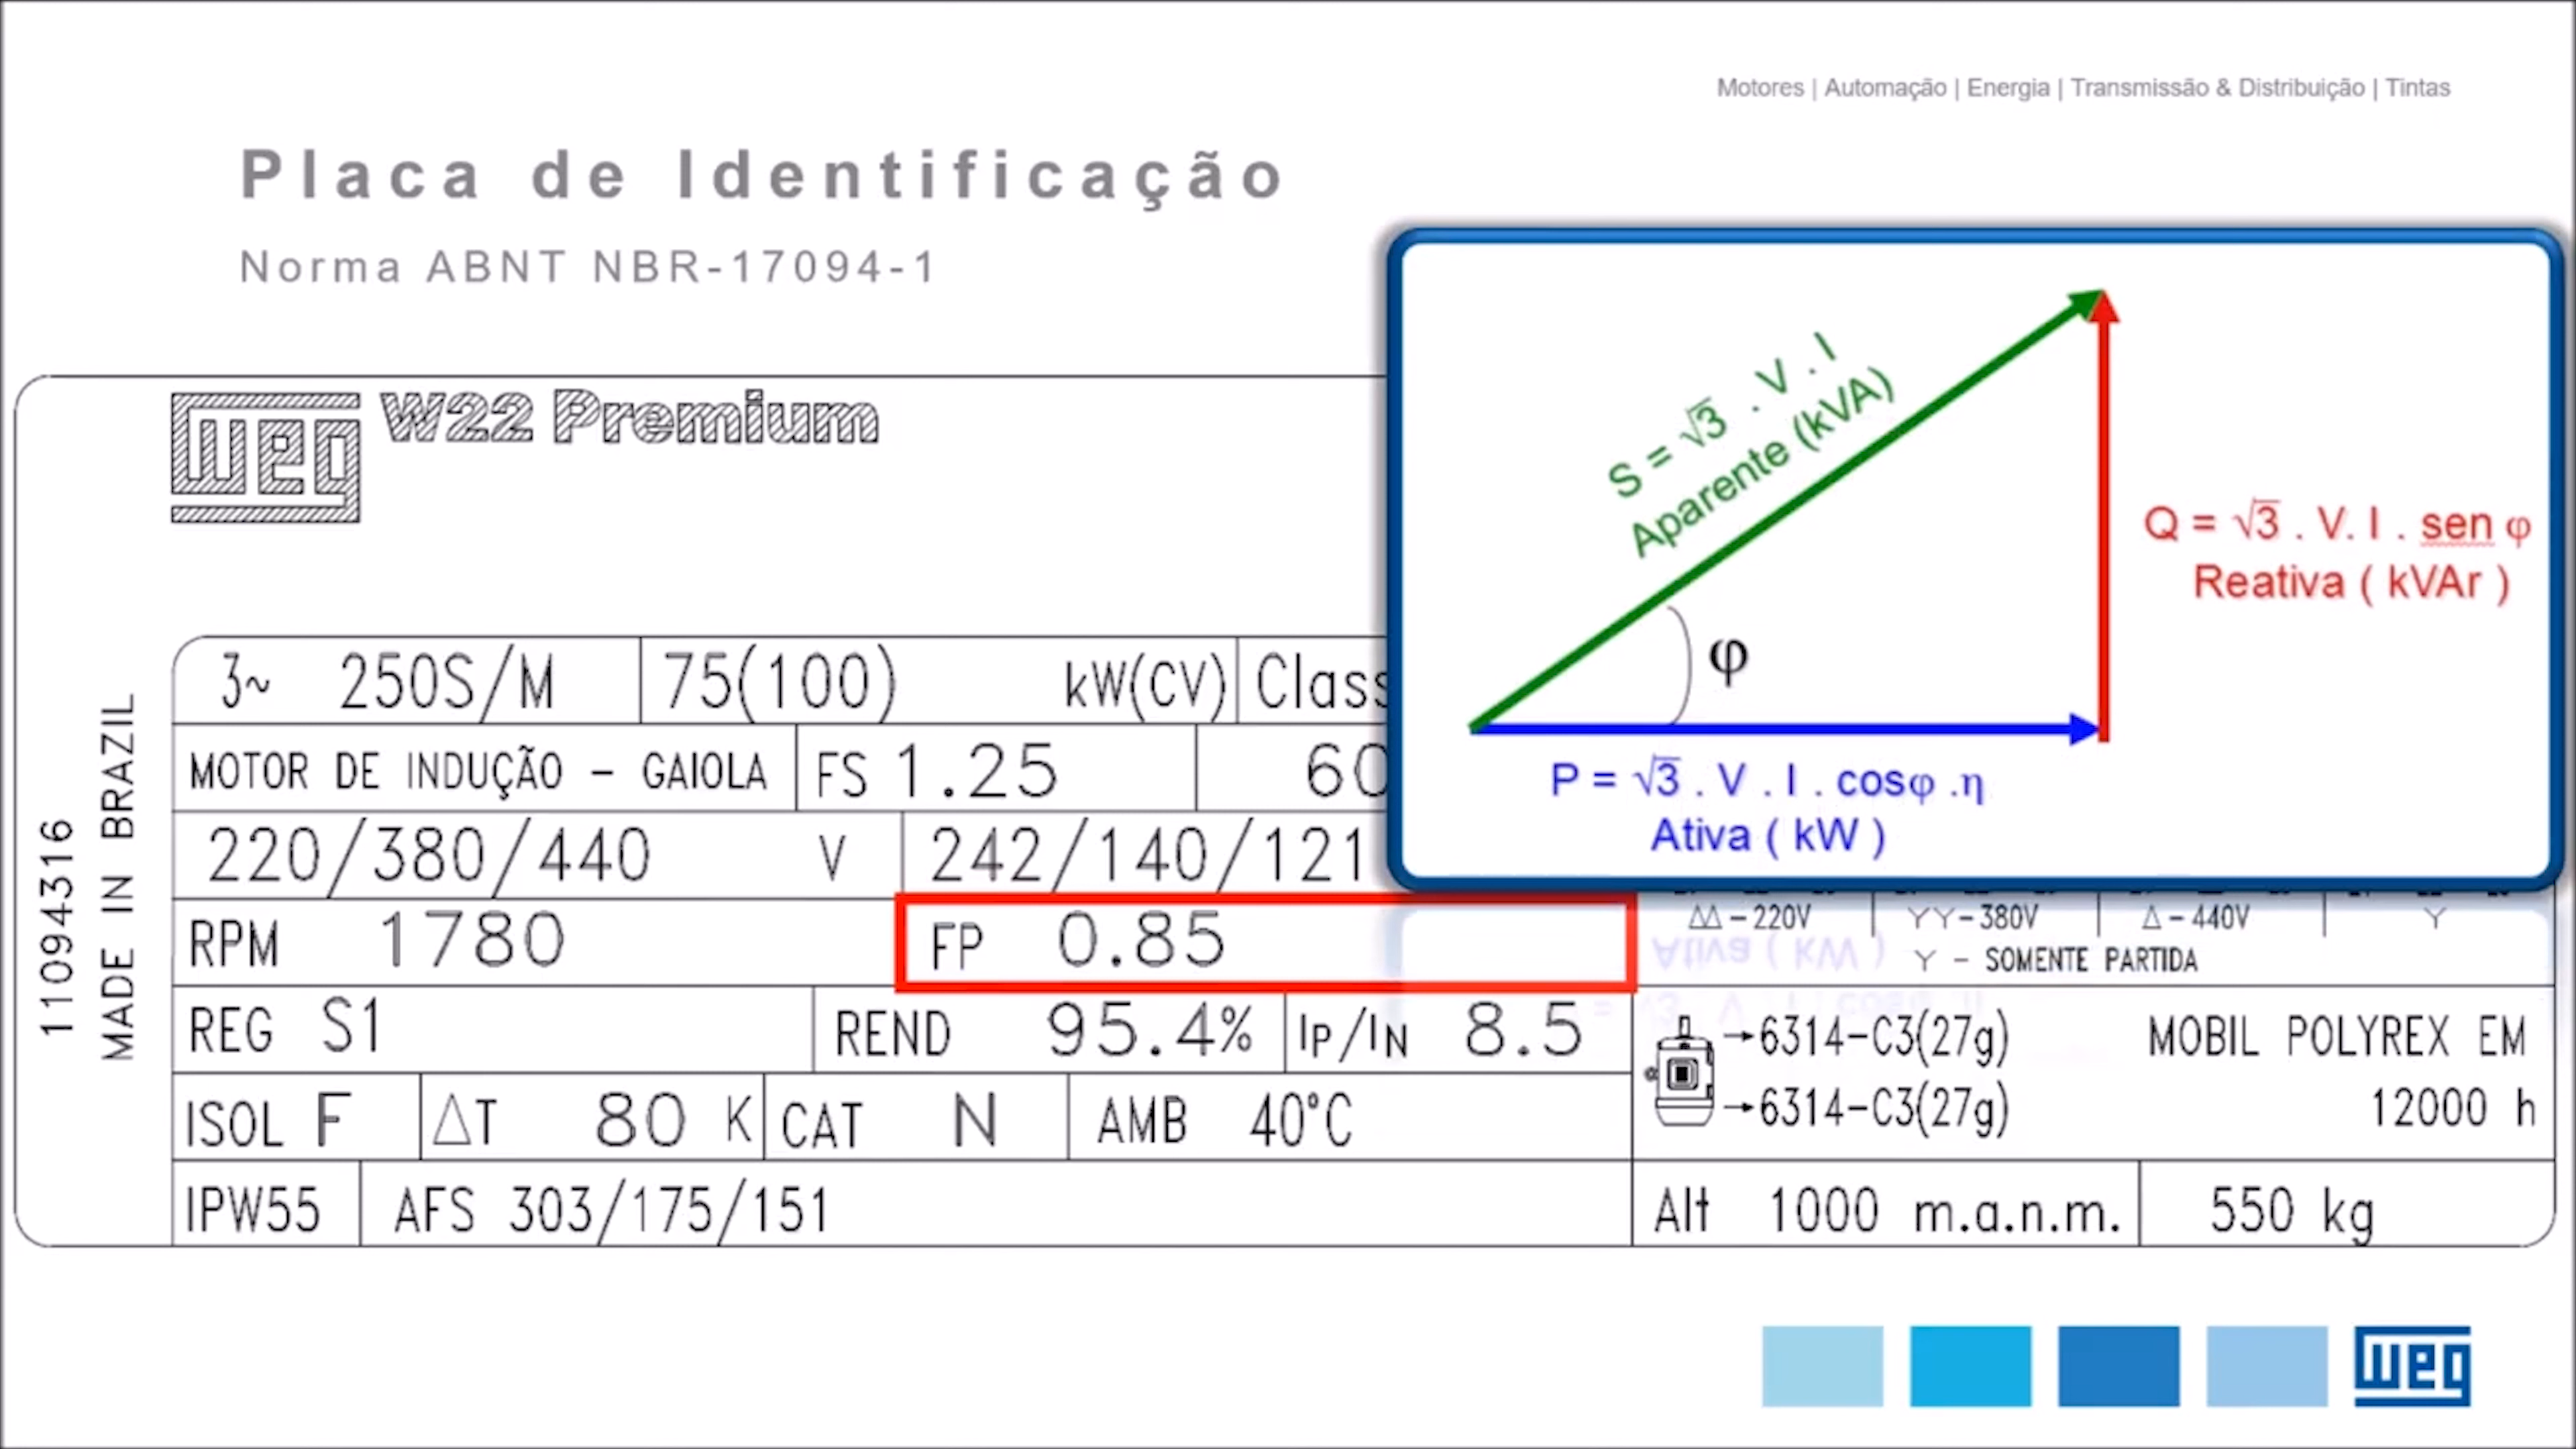 Motores | Automação | Energia | Transmissão & Distribuição | Tintas
Placa de Identificação
Norma ABNT NBR-17094-1
weg W22 Premium
S = √3 . V . I
Aparente (kVA)
Q = √3 . V. I . sen φ
Reativa ( kVAr )
φ
P = √3 . V . I . cosφ .η
Ativa ( kW )
11094316
MADE IN BRAZIL
3~ 250S/M 75(100) kW(CV) Class
MOTOR DE INDUÇÃO - GAIOLA FS 1.25 60
220/380/440 V 242/140/121
RPM 1780 FP 0.85
ΔΔ-220V YY-380V Δ-440V Y
Y - SOMENTE PARTIDA
REG S1 REND 95.4% IP/IN 8.5
→6314-C3(27g) MOBIL POLYREX EM
→6314-C3(27g) 12000 h
ISOL F ΔT 80 K CAT N AMB 40°C
IPW55 AFS 303/175/151 Alt 1000 m.a.n.m. 550 kg
weg